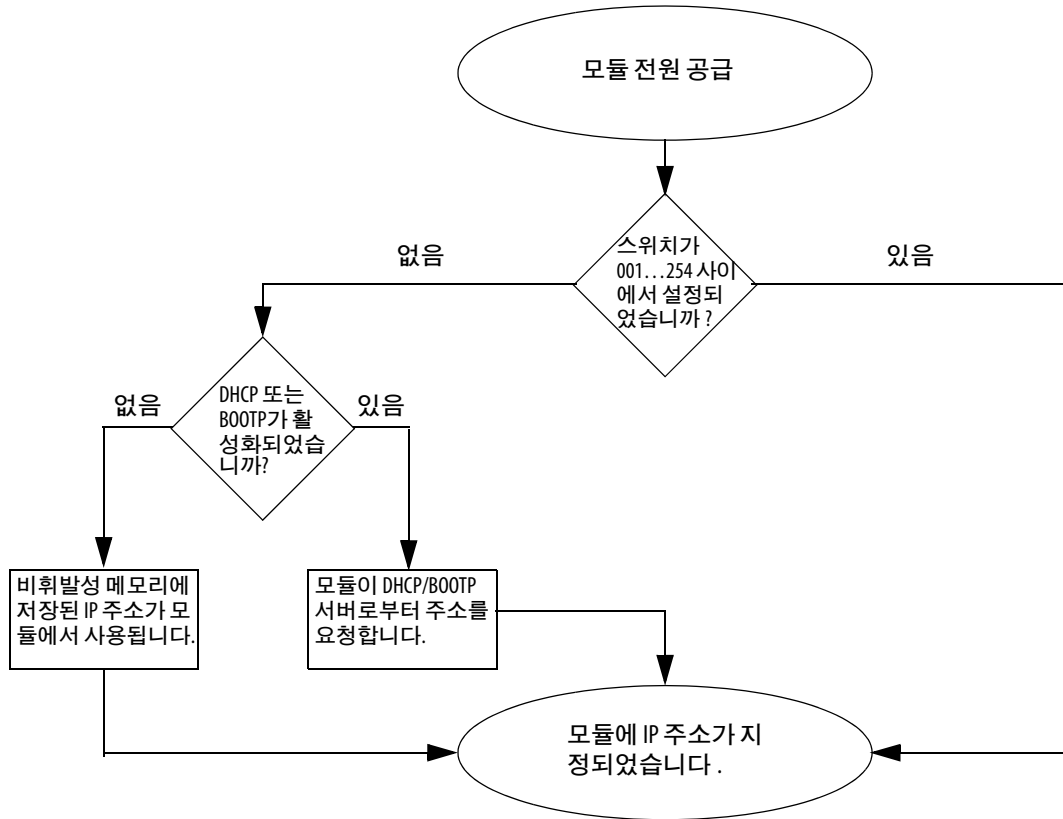 모듈 전원 공급
스위치가
001...254 사이
에서 설정되
었습니까 ?
없음
있음
DHCP 또는
BOOTP가 활
성화되었습
니까?
없음
있음
비휘발성 메모리에
저장된 IP 주소가 모
듈에서 사용됩니다.
모듈이 DHCP/BOOTP
서버로부터 주소를
요청합니다.
모듈에 IP 주소가 지
정되었습니다 .